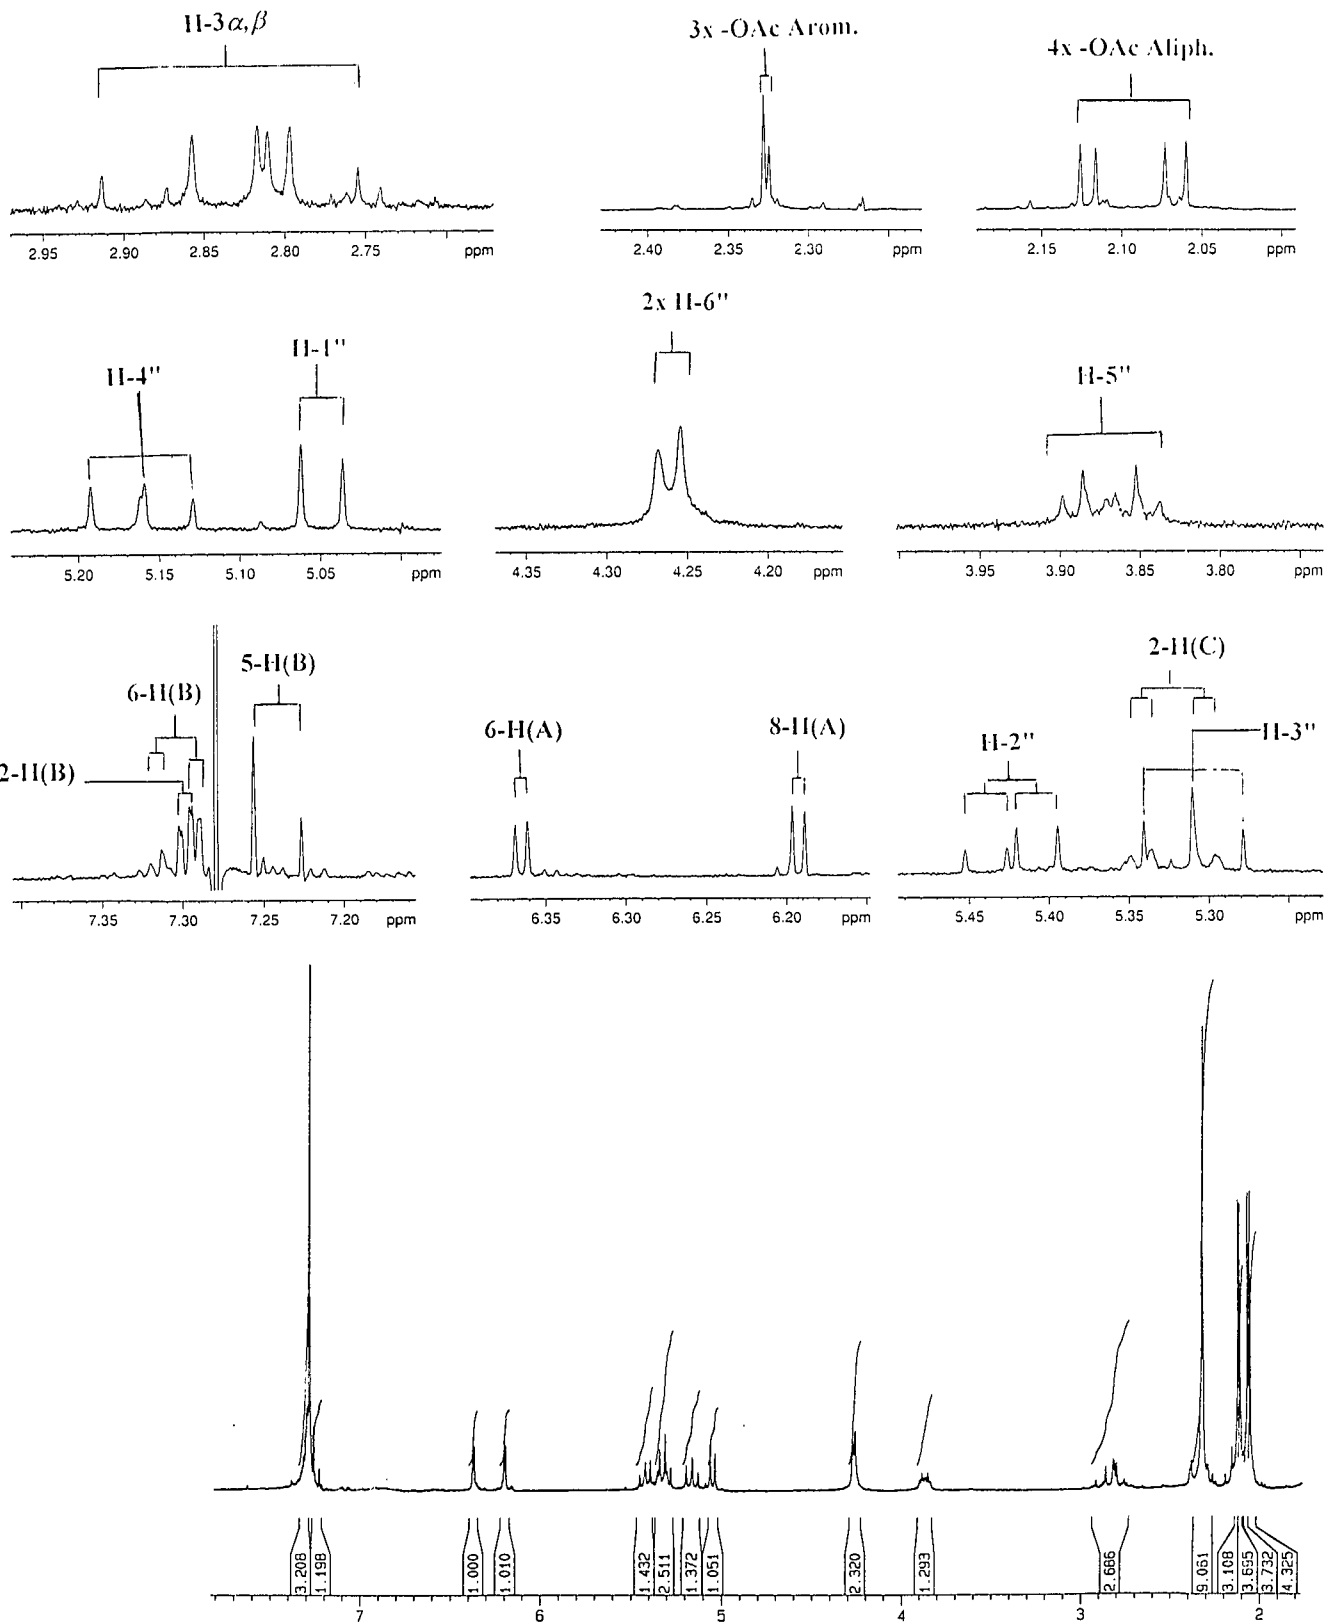 H-3α,β
3x -OAc Arom.
4x -OAc Aliph.
2.95 2.90 2.85 2.80 2.75 ppm
2.40 2.35 2.30 ppm
2.15 2.10 2.05 ppm
2x H-6"
H-4"
H-1"
H-5"
5.20 5.15 5.10 5.05 ppm
4.35 4.30 4.25 4.20 ppm
3.95 3.90 3.85 3.80 ppm
2-H(C)
5-H(B)
6-H(B)
6-H(A)
8-H(A)
H-2"
H-3"
2-H(B)
7.35 7.30 7.25 7.20 ppm
6.35 6.30 6.25 6.20 ppm
5.45 5.40 5.35 5.30 ppm
3.208 1.198 1.000 1.010 1.432 2.511 1.372 1.051 2.320 1.293 2.686 9.061 3.108 3.695 3.732 4.325
7 6 5 4 3 2